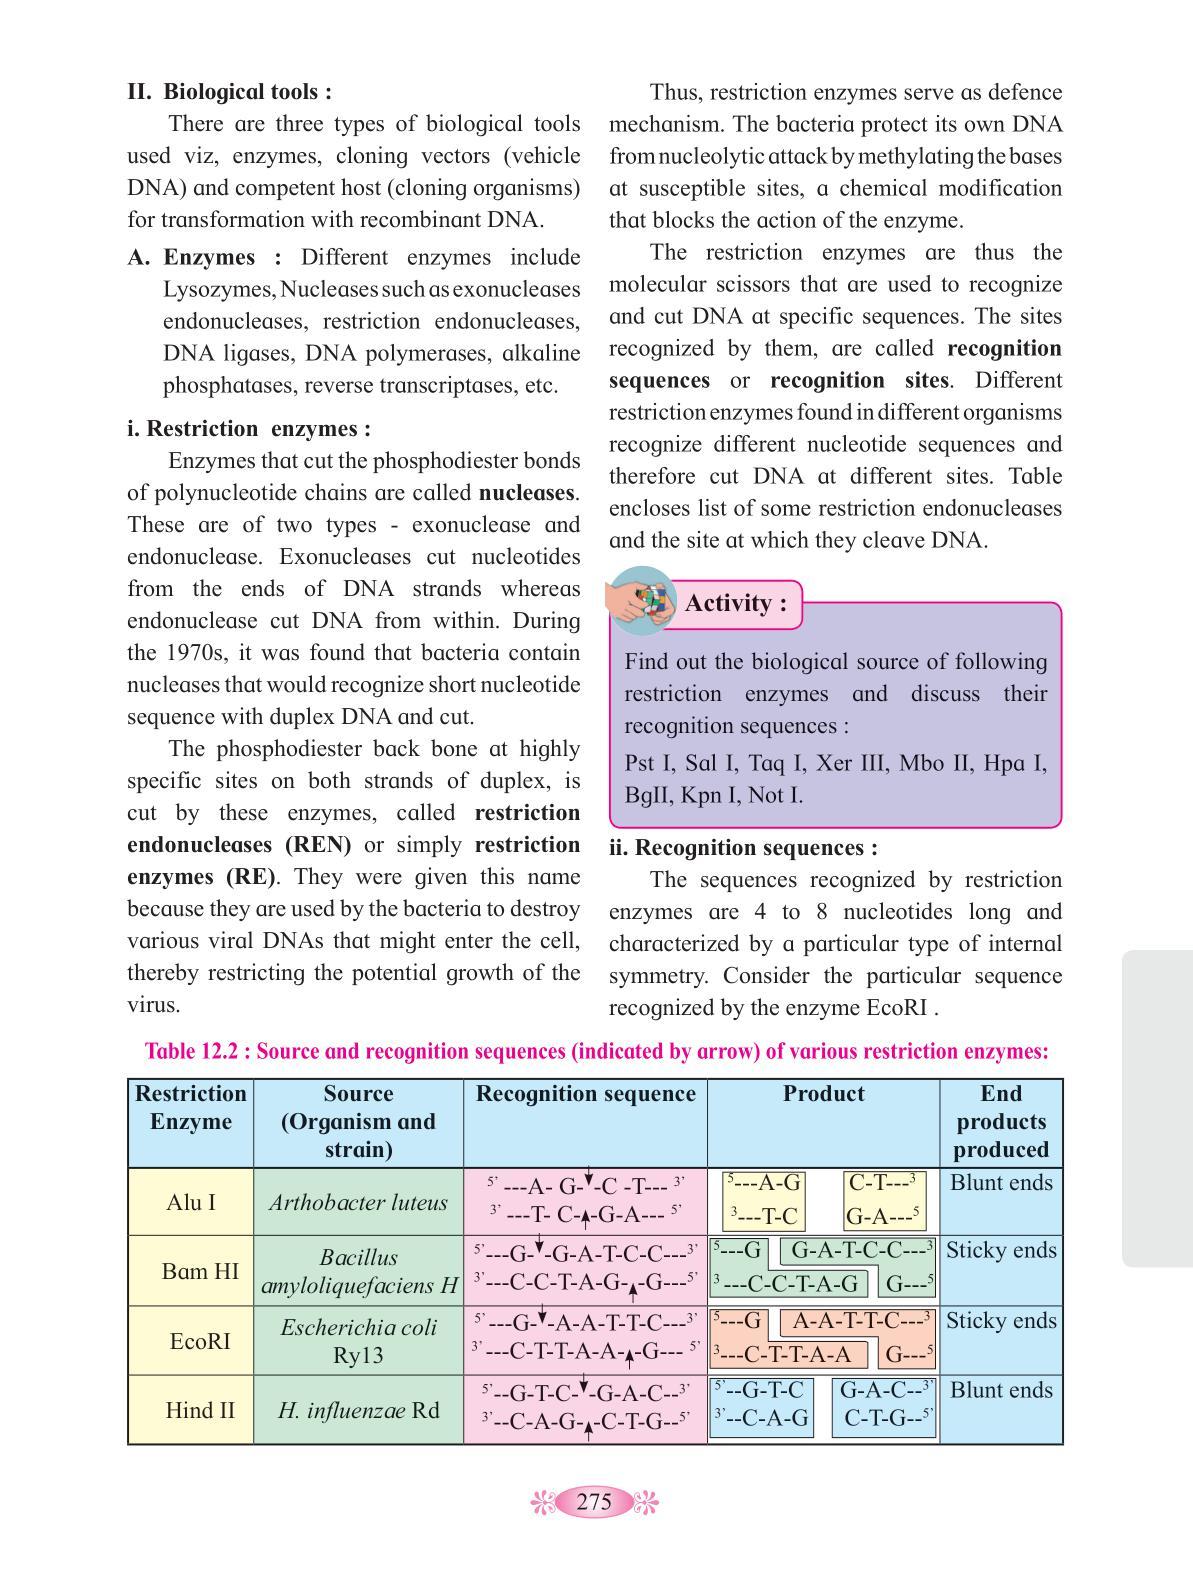 II. Biological tools :
There are three types of biological tools
used viz, enzymes, cloning vectors (vehicle
DNA) and competent host (cloning organisms)
for transformation with recombinant DNA.
A. Enzymes : Different enzymes include
Lysozymes, Nucleases such as exonucleases
endonucleases, restriction endonucleases,
DNA ligases, DNA polymerases, alkaline
phosphatases, reverse transcriptases, etc.
i. Restriction enzymes :
Enzymes that cut the phosphodiester bonds
of polynucleotide chains are called nucleases.
These are of two types - exonuclease and
endonuclease. Exonucleases cut nucleotides
from the ends of DNA strands whereas
endonuclease cut DNA from within. During
the 1970s, it was found that bacteria contain
nucleases that would recognize short nucleotide
sequence with duplex DNA and cut.
The phosphodiester back bone at highly
specific sites on both strands of duplex, is
cut by these enzymes, called restriction
endonucleases (REN) or simply restriction
enzymes (RE). They were given this name
because they are used by the bacteria to destroy
various viral DNAs that might enter the cell,
thereby restricting the potential growth of the
virus.
Thus, restriction enzymes serve as defence
mechanism. The bacteria protect its own DNA
from nucleolytic attack by methylating the bases
at susceptible sites, a chemical modification
that blocks the action of the enzyme.
The restriction enzymes are thus the
molecular scissors that are used to recognize
and cut DNA at specific sequences. The sites
recognized by them, are called recognition
sequences or recognition sites. Different
restriction enzymes found in different organisms
recognize different nucleotide sequences and
therefore cut DNA at different sites. Table
encloses list of some restriction endonucleases
and the site at which they cleave DNA.
Activity :
Find out the biological source of following
restriction enzymes and discuss their
recognition sequences :
Pst I, Sal I, Taq I, Xer III, Mbo II, Hpa I,
BgII, Kpn I, Not I.
ii. Recognition sequences :
The sequences recognized by restriction
enzymes are 4 to 8 nucleotides long and
characterized by a particular type of internal
symmetry. Consider the particular sequence
recognized by the enzyme EcoRI .
Table 12.2 : Source and recognition sequences (indicated by arrow) of various restriction enzymes:
Restriction Enzyme
Source (Organism and strain)
Recognition sequence
Product
End products produced
Alu I
Arthobacter luteus
5’ ---A- G- -C -T--- 3’
3’ ---T- C- -G-A--- 5’
5---A-G C-T---3
3---T-C G-A---5
Blunt ends
Bam HI
Bacillus
amyloliquefaciens H
5’---G- -G-A-T-C-C---3’
3’---C-C-T-A-G- -G---5’
5---G G-A-T-C-C---3
3 ---C-C-T-A-G G---5
Sticky ends
EcoRI
Escherichia coli
Ry13
5’ ---G- -A-A-T-T-C---3’
3’ ---C-T-T-A-A- -G--- 5’
5---G A-A-T-T-C---3
3---C-T-T-A-A G---5
Sticky ends
Hind II
H. influenzae Rd
5’--G-T-C- -G-A-C--3’
3’--C-A-G- -C-T-G--5’
5’--G-T-C G-A-C--3’
3’--C-A-G C-T-G--5’
Blunt ends
275